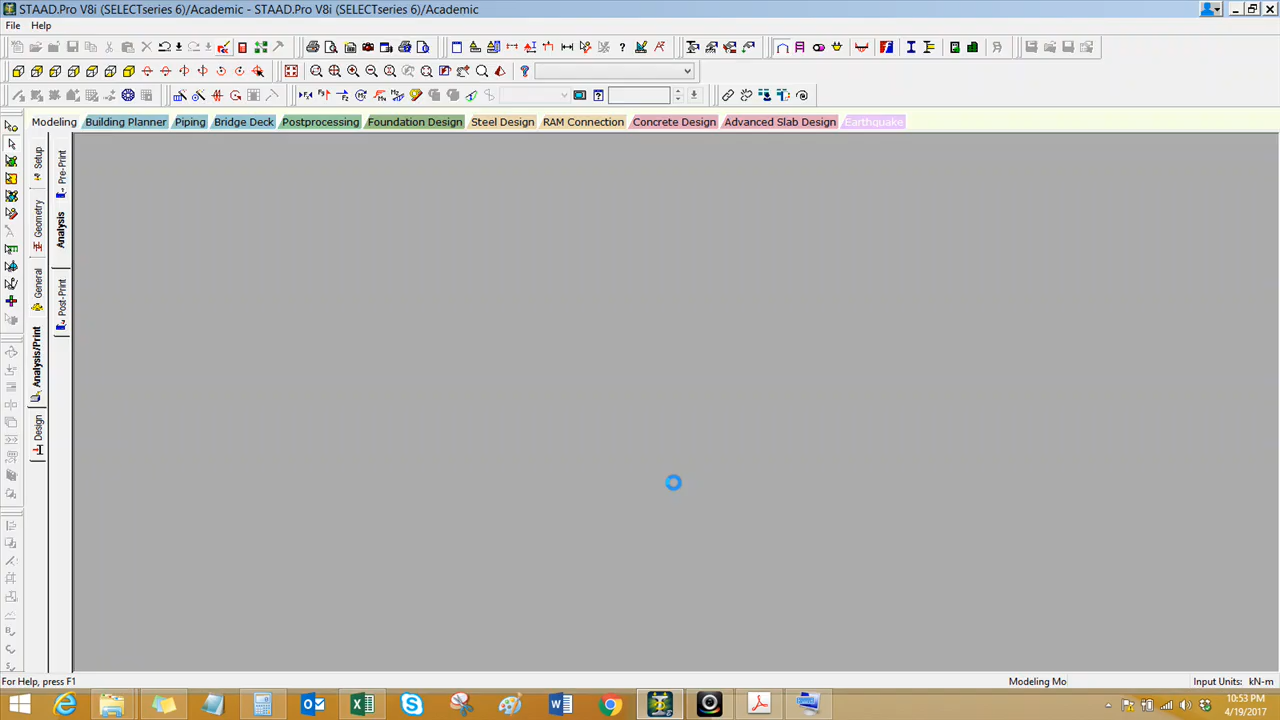 STAAD.Pro V8i (SELECTseries 6)/Academic - STAAD.Pro V8i (SELECTseries 6)/Academic
File Help
Modeling Building Planner Piping Bridge Deck Postprocessing Foundation Design Steel Design RAM Connection Concrete Design Advanced Slab Design Earthquake
Setup
Geometry
General
Analysis/Print
Design
Pre-Print
Analysis
Post-Print
For Help, press F1
Modeling Mo
Input Units: kN-m
10:53 PM
4/19/2017